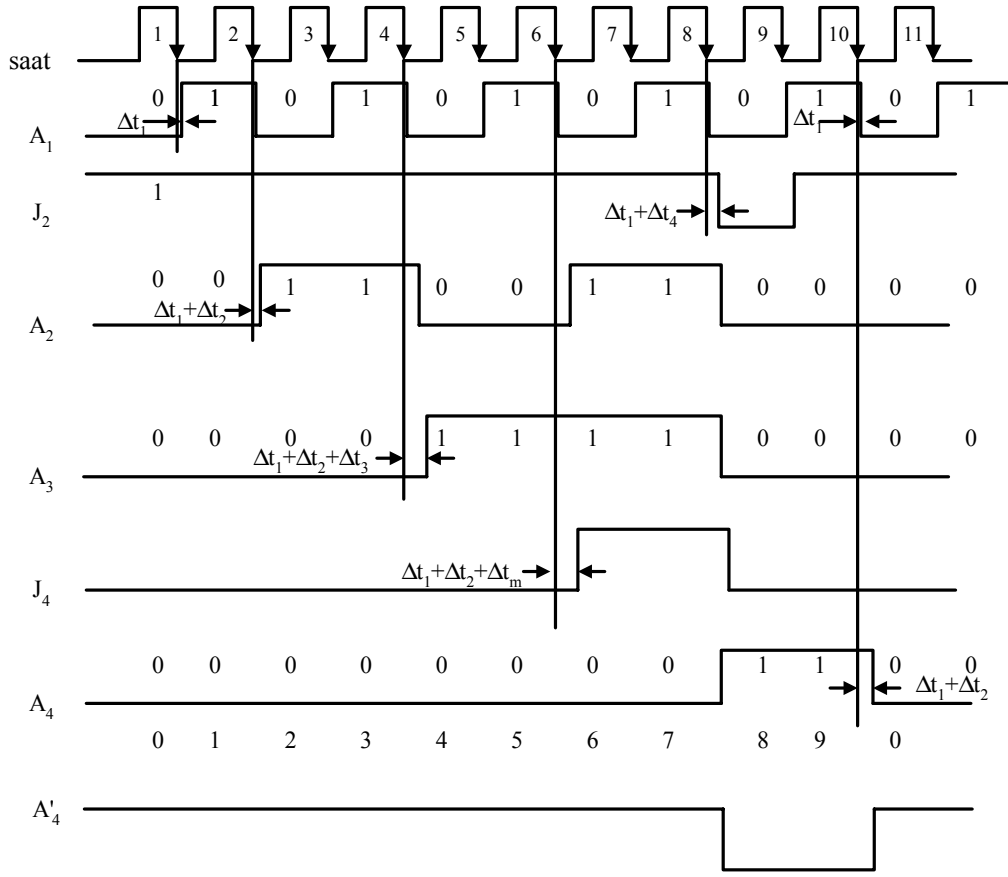 1 2 3 4 5 6 7 8 9 10 11
saat
0 1 0 1 0 1 0 1 0 1 0 1
Δt₁ Δt₁
A₁
1
J₂
Δt₁+Δt₄
0 0 1 1 0 0 1 1 0 0 0 0
Δt₁+Δt₂
A₂
0 0 0 0 1 1 1 1 0 0 0 0
Δt₁+Δt₂+Δt₃
A₃
Δt₁+Δt₂+Δtₘ
J₄
0 0 0 0 0 0 0 0 1 1 0 0
Δt₁+Δt₂
A₄
0 1 2 3 4 5 6 7 8 9 0
A'₄